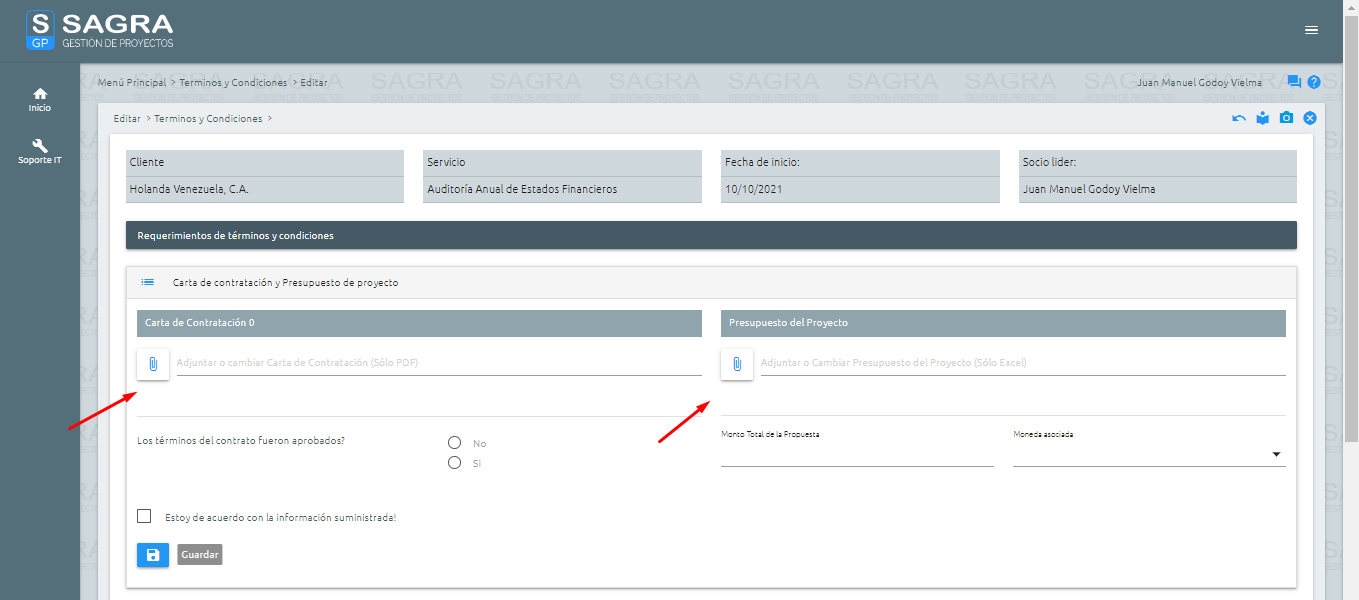 S SAGRA
GP GESTIÓN DE PROYECTOS
Inicio
Soporte IT
Menú Principal > Terminos y Condiciones > Editar
Juan Manuel Godoy Vielma
Editar > Terminos y Condiciones >
Cliente
Holanda Venezuela, C.A.
Servicio
Auditoría Anual de Estados Financieros
Fecha de inicio:
10/10/2021
Socio lider:
Juan Manuel Godoy Vielma
Requerimientos de términos y condiciones
Carta de contratación y Presupuesto de proyecto
Carta de Contratación 0
Adjuntar o cambiar Carta de Contratación (Sólo PDF)
Presupuesto del Proyecto
Adjuntar o Cambiar Presupuesto del Proyecto (Sólo Excel)
Los términos del contrato fueron aprobados?
No
Si
Monto Total de la Propuesta
Moneda asociada
Estoy de acuerdo con la información suministrada!
Guardar